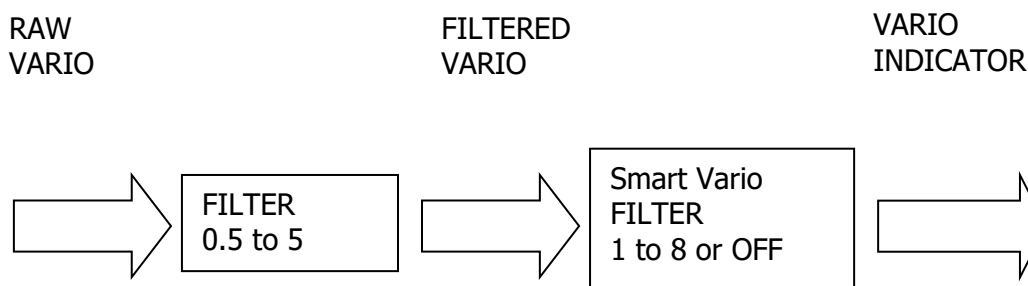 RAW
VARIO
FILTERED
VARIO
VARIO
INDICATOR
FILTER
0.5 to 5
Smart Vario
FILTER
1 to 8 or OFF